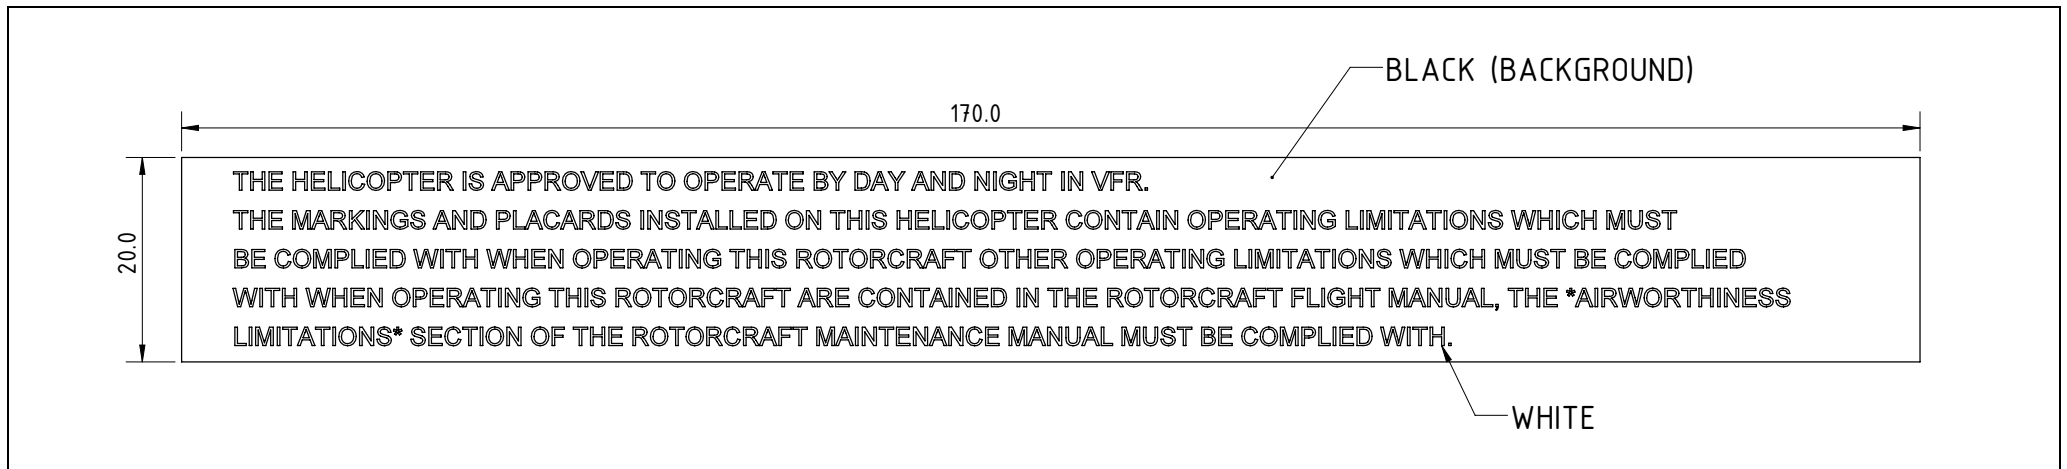 BLACK (BACKGROUND)
170.0
20.0
THE HELICOPTER IS APPROVED TO OPERATE BY DAY AND NIGHT IN VFR.
THE MARKINGS AND PLACARDS INSTALLED ON THIS HELICOPTER CONTAIN OPERATING LIMITATIONS WHICH MUST
BE COMPLIED WITH WHEN OPERATING THIS ROTORCRAFT OTHER OPERATING LIMITATIONS WHICH MUST BE COMPLIED
WITH WHEN OPERATING THIS ROTORCRAFT ARE CONTAINED IN THE ROTORCRAFT FLIGHT MANUAL, THE *AIRWORTHINESS
LIMITATIONS* SECTION OF THE ROTORCRAFT MAINTENANCE MANUAL MUST BE COMPLIED WITH.
WHITE